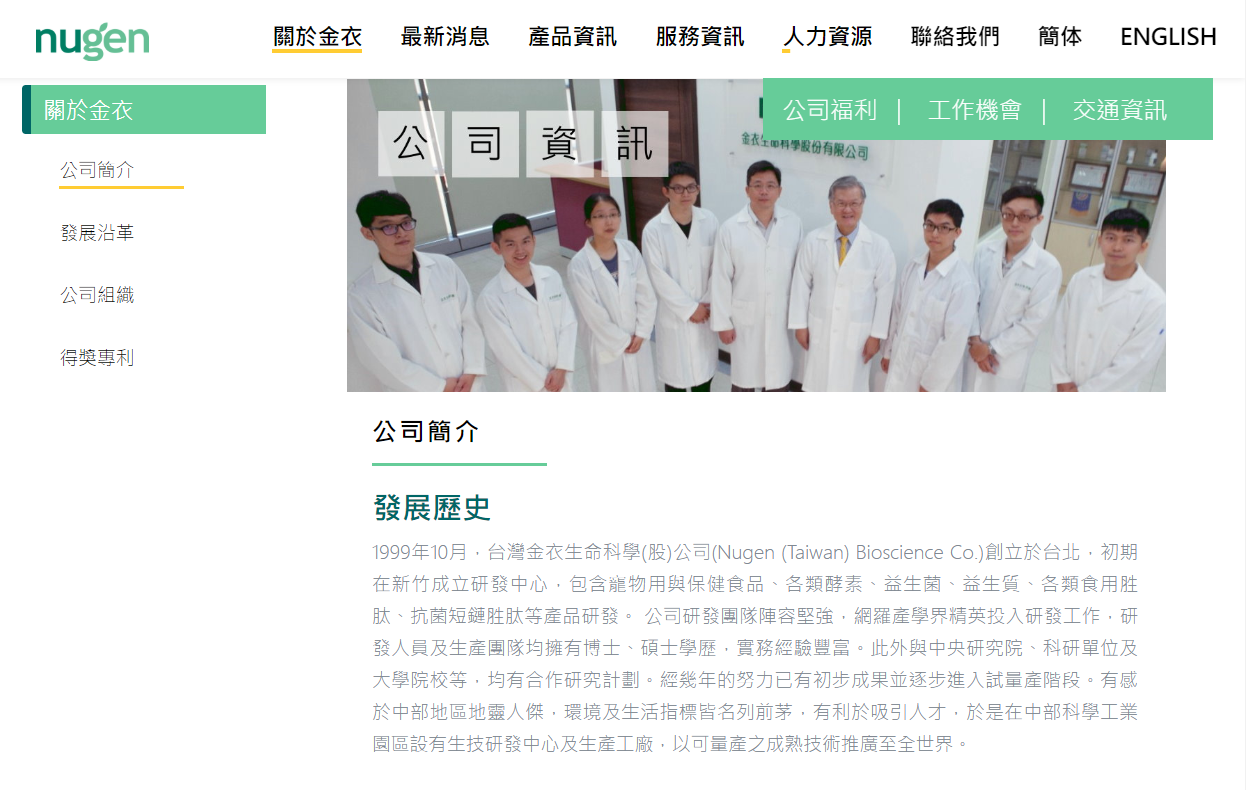 nugen
關於金衣 最新消息 產品資訊 服務資訊 人力資源 聯絡我們 簡体 ENGLISH
公司福利 | 工作機會 | 交通資訊
關於金衣
公司簡介
發展沿革
公司組織
得獎專利
公司資訊
金衣生命科學股份有限公司
公司簡介
發展歷史
1999年10月，台灣金衣生命科學(股)公司(Nugen (Taiwan) Bioscience Co.)創立於台北，初期
在新竹成立研發中心，包含寵物用與保健食品、各類酵素、益生菌、益生質、各類食用胜
肽、抗菌短鏈胜肽等產品研發。 公司研發團隊陣容堅強，網羅產學界精英投入研發工作，研
發人員及生產團隊均擁有博士、碩士學歷，實務經驗豐富。此外與中央研究院、科研單位及
大學院校等，均有合作研究計劃。經幾年的努力已有初步成果並逐步進入試量產階段。有感
於中部地區地靈人傑，環境及生活指標皆名列前茅，有利於吸引人才，於是在中部科學工業
園區設有生技研發中心及生產工廠，以可量產之成熟技術推廣至全世界。